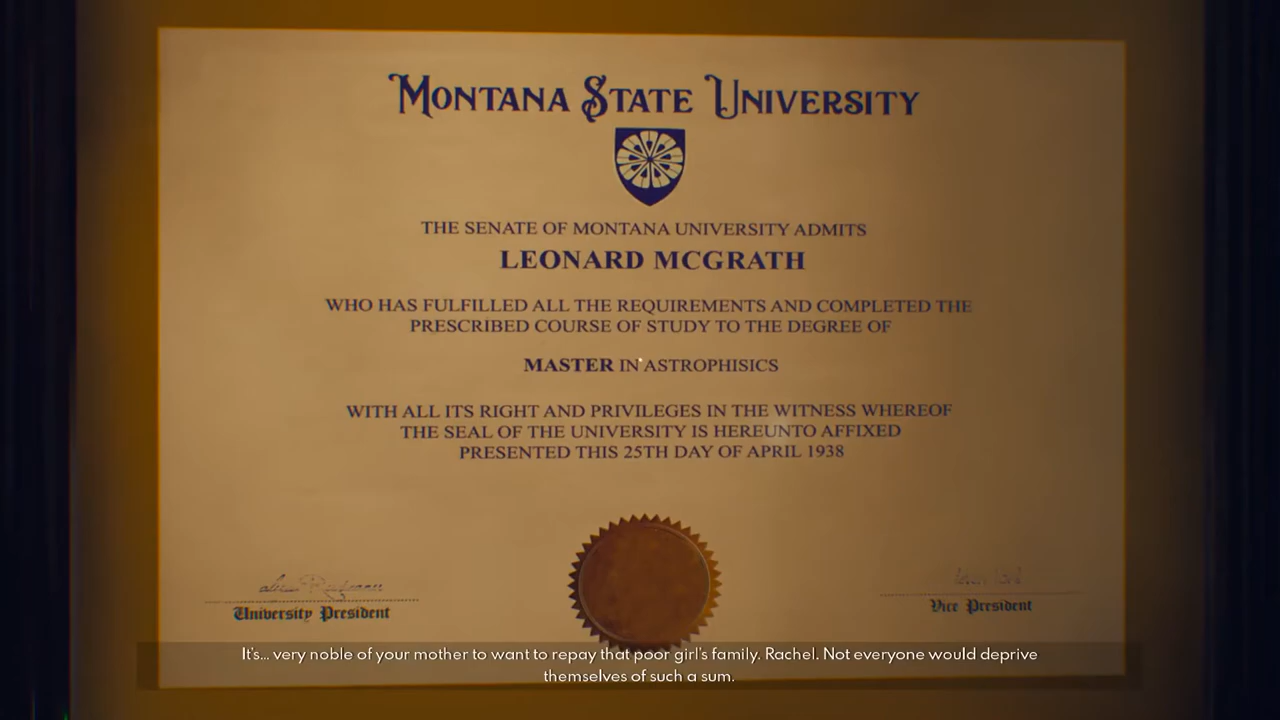 MONTANA STATE UNIVERSITY
THE SENATE OF MONTANA UNIVERSITY ADMITS
LEONARD MCGRATH
WHO HAS FULFILLED ALL THE REQUIREMENTS AND COMPLETED THE
PRESCRIBED COURSE OF STUDY TO THE DEGREE OF
MASTER IN ASTROPHISICS
WITH ALL ITS RIGHT AND PRIVILEGES IN THE WITNESS WHEREOF
THE SEAL OF THE UNIVERSITY IS HEREUNTO AFFIXED
PRESENTED THIS 25TH DAY OF APRIL 1938
University President
Vice President
It's... very noble of your mother to want to repay that poor girl's family. Rachel. Not everyone would deprive
themselves of such a sum.